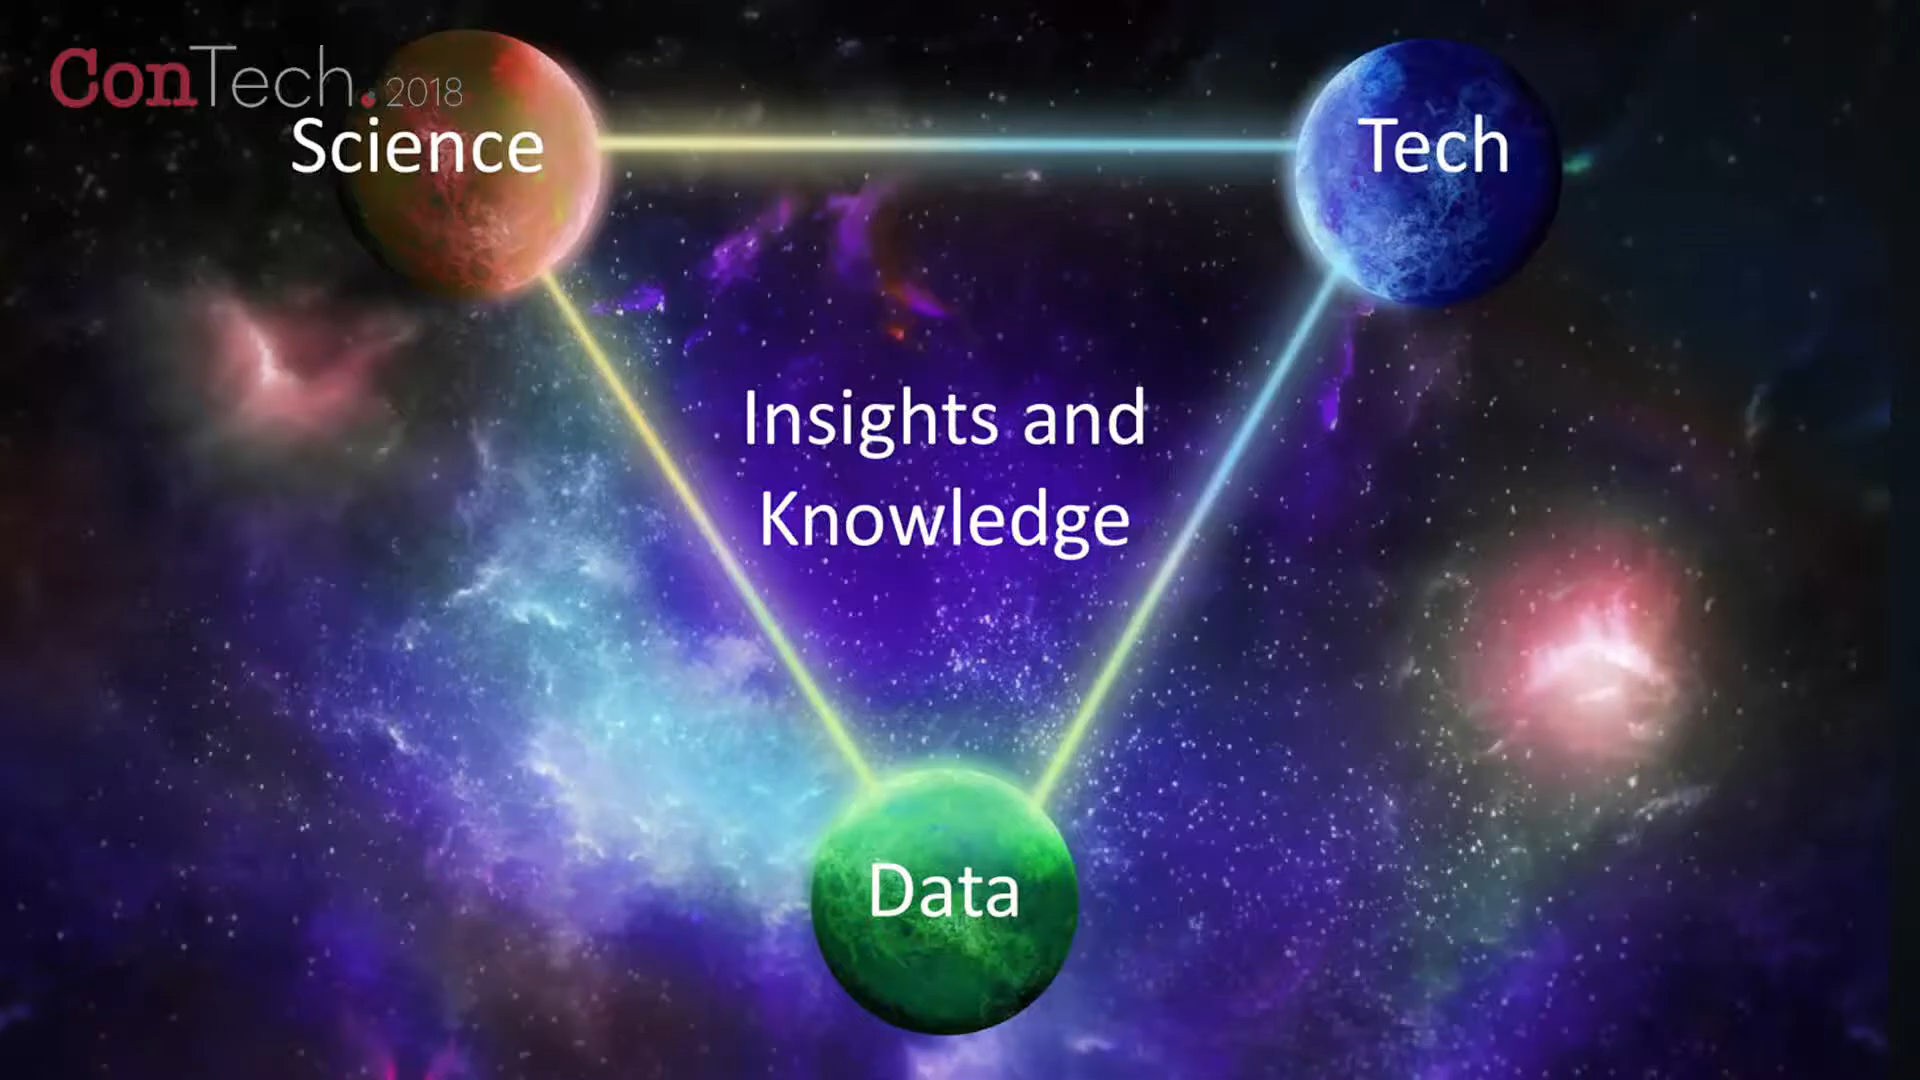 ConTech.2018
Science
Tech
Insights and
Knowledge
Data